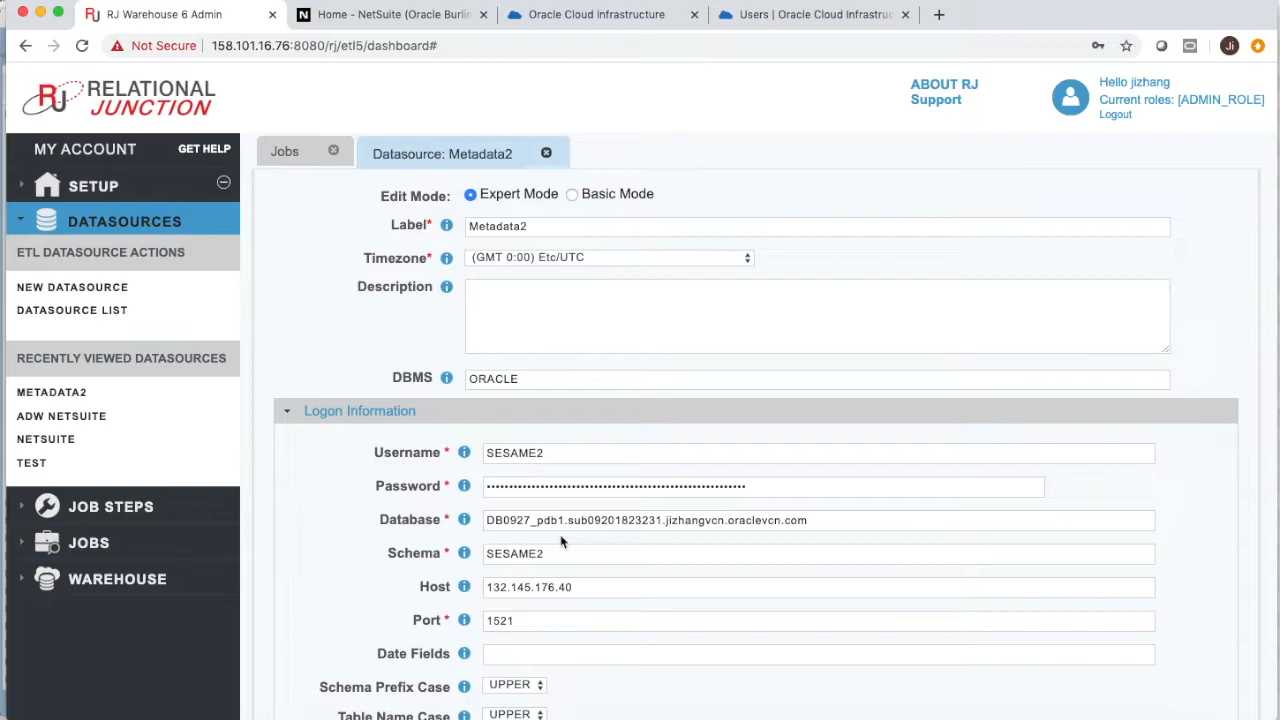 RJ Warehouse 6 Admin
Home - NetSuite (Oracle Burlin
Oracle Cloud Infrastructure
Users | Oracle Cloud Infrastruc
Not Secure
158.101.16.76:8080/rj/etl5/dashboard#
Ji
RJ RELATIONAL
JUNCTION
ABOUT RJ
Support
Hello jizhang
Current roles: [ADMIN_ROLE]
Logout
MY ACCOUNT
GET HELP
SETUP
DATASOURCES
ETL DATASOURCE ACTIONS
NEW DATASOURCE
DATASOURCE LIST
RECENTLY VIEWED DATASOURCES
METADATA2
ADW NETSUITE
NETSUITE
TEST
JOB STEPS
JOBS
WAREHOUSE
Jobs
Datasource: Metadata2
Edit Mode: Expert Mode Basic Mode
Label* Metadata2
Timezone* (GMT 0:00) Etc/UTC
Description
DBMS ORACLE
Logon Information
Username * SESAME2
Password *
Database * DB0927_pdb1.sub09201823231.jizhangvcn.oraclevcn.com
Schema * SESAME2
Host 132.145.176.40
Port * 1521
Date Fields
Schema Prefix Case UPPER
Table Name Case UPPER